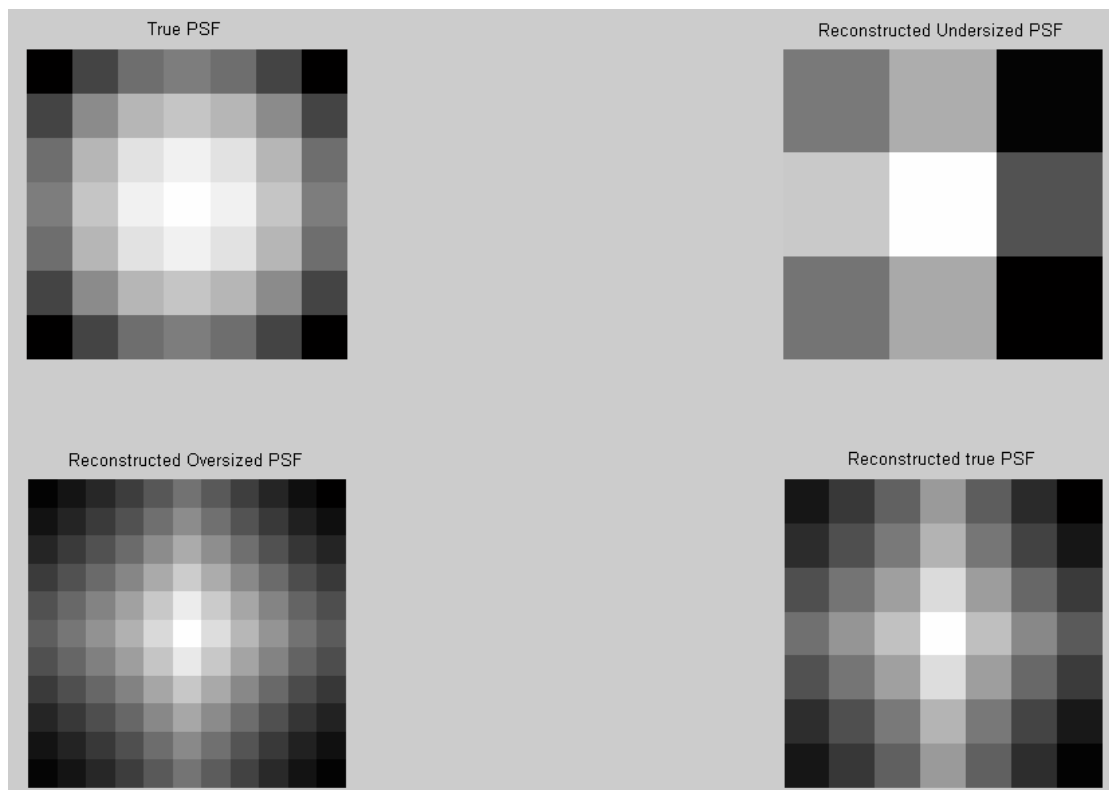 True PSF
Reconstructed Undersized PSF
Reconstructed Oversized PSF
Reconstructed true PSF